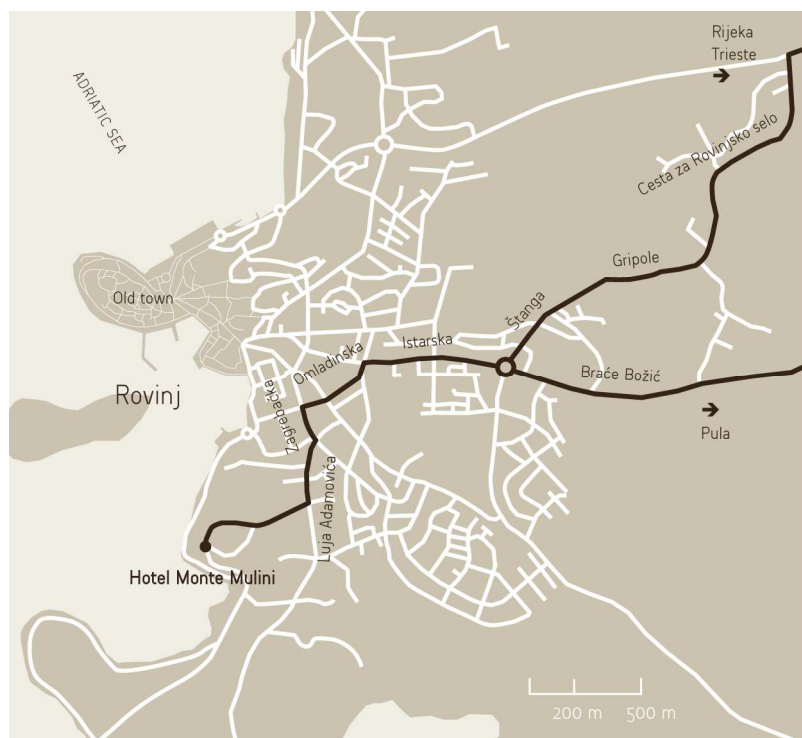 Rijeka
Trieste
ADRIATIC SEA
Cesta za Rovinjsko selo
Gripole
Old town
Štanga
Istarska
Omladinska
Braće Božić
Rovinj
Zagrebačka
Pula
Luja Adamovića
Hotel Monte Mulini
200 m 500 m